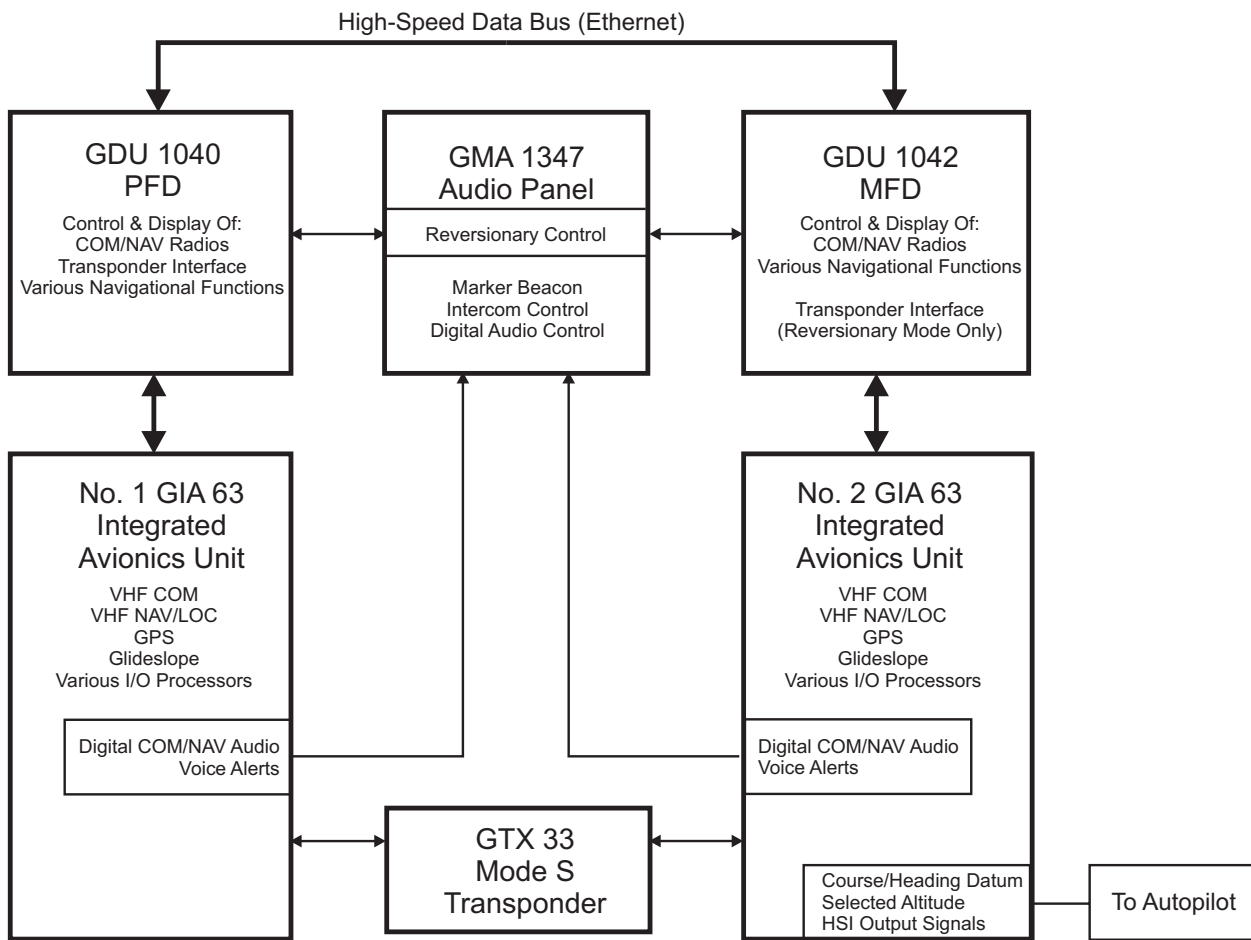 High-Speed Data Bus (Ethernet)
GDU 1040
PFD
Control & Display Of:
COM/NAV Radios
Transponder Interface
Various Navigational Functions
GMA 1347
Audio Panel
Reversionary Control
Marker Beacon
Intercom Control
Digital Audio Control
GDU 1042
MFD
Control & Display Of:
COM/NAV Radios
Various Navigational Functions
Transponder Interface
(Reversionary Mode Only)
No. 1 GIA 63
Integrated
Avionics Unit
VHF COM
VHF NAV/LOC
GPS
Glideslope
Various I/O Processors
Digital COM/NAV Audio
Voice Alerts
No. 2 GIA 63
Integrated
Avionics Unit
VHF COM
VHF NAV/LOC
GPS
Glideslope
Various I/O Processors
Digital COM/NAV Audio
Voice Alerts
GTX 33
Mode S
Transponder
Course/Heading Datum
Selected Altitude
HSI Output Signals
To Autopilot